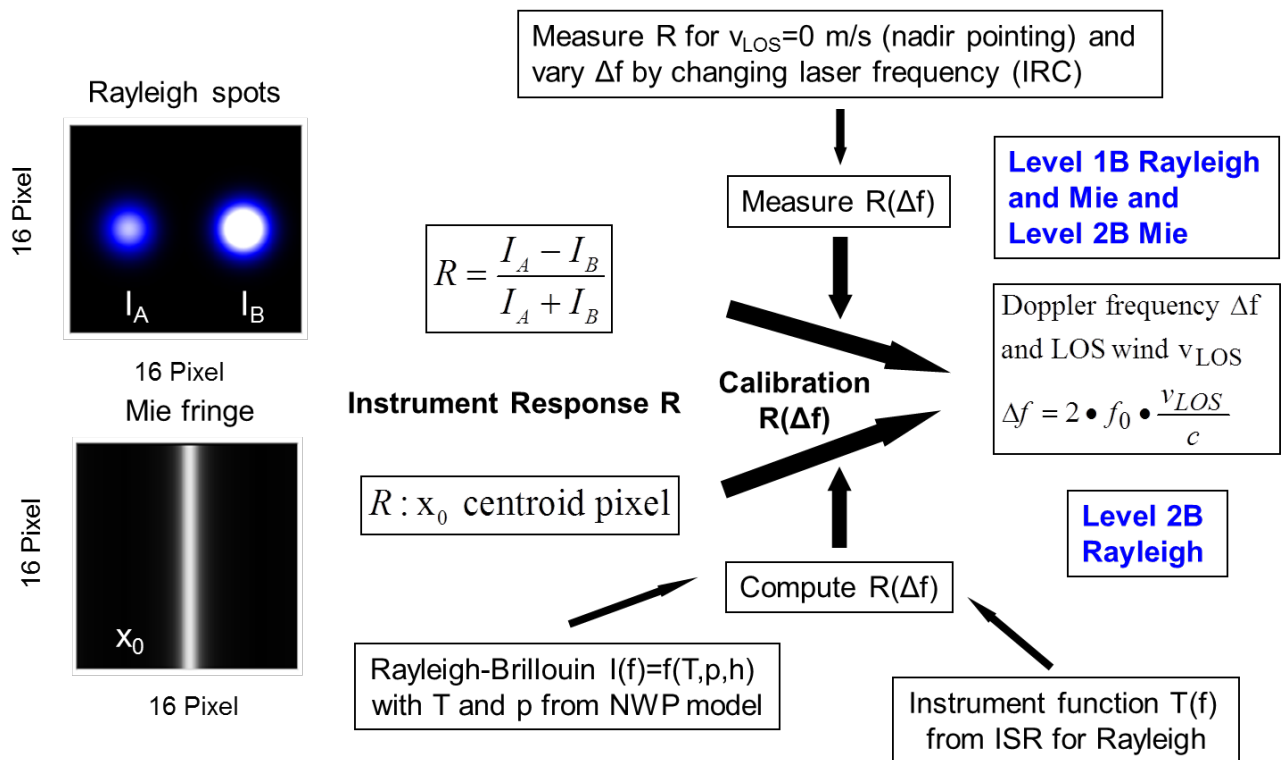 Measure R for v_LOS=0 m/s (nadir pointing) and
vary Δf by changing laser frequency (IRC)
Rayleigh spots
16 Pixel
I_A
I_B
16 Pixel
Measure R(Δf)
Level 1B Rayleigh
and Mie and
Level 2B Mie
R = (I_A − I_B) / (I_A + I_B)
Doppler frequency Δf
and LOS wind v_LOS
Δf = 2 • f_0 • v_LOS / c
Mie fringe
16 Pixel
x_0
16 Pixel
Instrument Response R
Calibration
R(Δf)
R : x_0 centroid pixel
Level 2B
Rayleigh
Compute R(Δf)
Rayleigh-Brillouin I(f)=f(T,p,h)
with T and p from NWP model
Instrument function T(f)
from ISR for Rayleigh